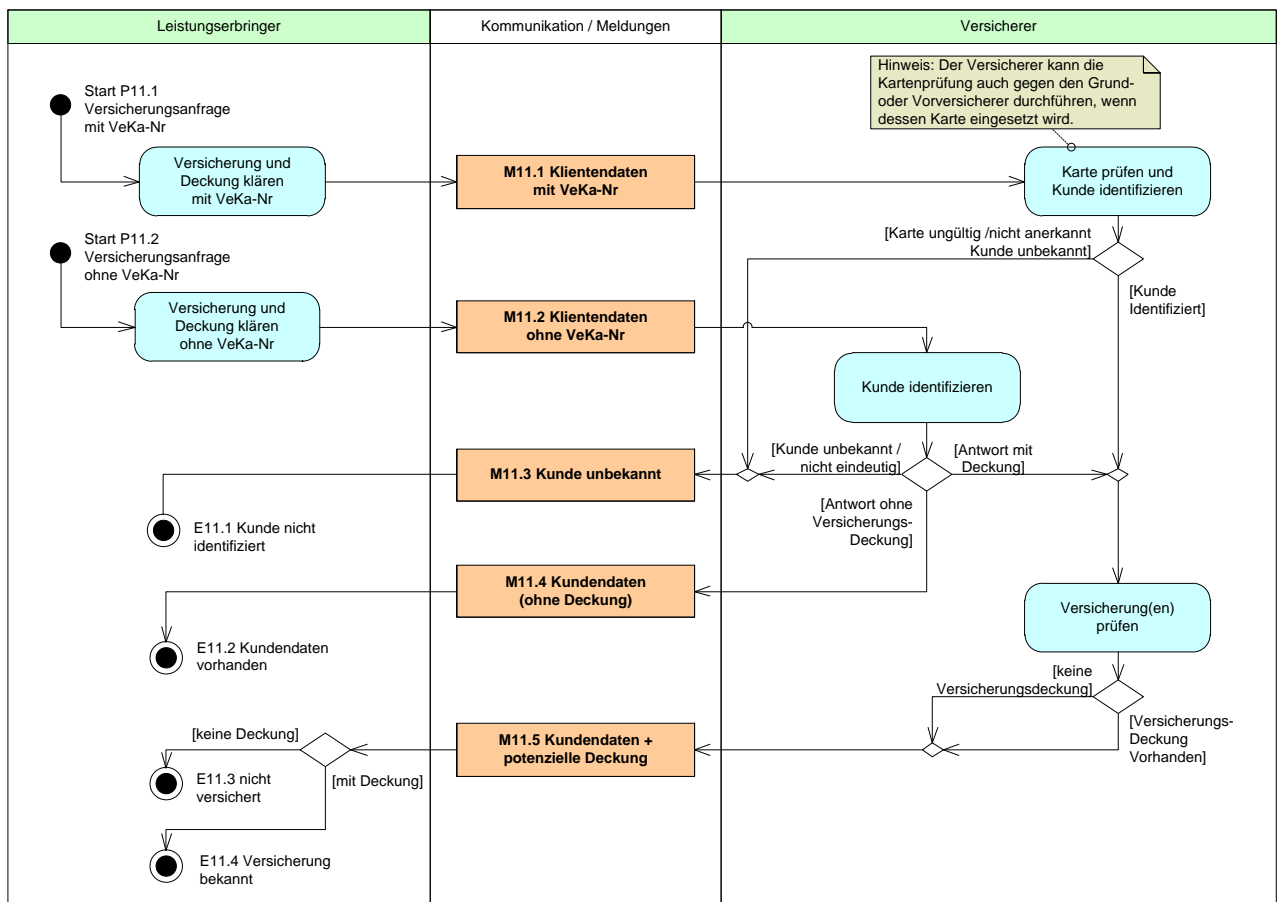 Leistungserbringer
Kommunikation / Meldungen
Versicherer
Hinweis: Der Versicherer kann die
Kartenprüfung auch gegen den Grund-
oder Vorversicherer durchführen, wenn
dessen Karte eingesetzt wird.
Start P11.1
Versicherungsanfrage
mit VeKa-Nr
Versicherung und
Deckung klären
mit VeKa-Nr
M11.1 Klientendaten
mit VeKa-Nr
Karte prüfen und
Kunde identifizieren
[Karte ungültig /nicht anerkannt
Kunde unbekannt]
[Kunde
Identifiziert]
Start P11.2
Versicherungsanfrage
ohne VeKa-Nr
Versicherung und
Deckung klären
ohne VeKa-Nr
M11.2 Klientendaten
ohne VeKa-Nr
Kunde identifizieren
[Kunde unbekannt /
nicht eindeutig]
[Antwort mit
Deckung]
M11.3 Kunde unbekannt
[Antwort ohne
Versicherungs-
Deckung]
E11.1 Kunde nicht
identifiziert
M11.4 Kundendaten
(ohne Deckung)
Versicherung(en)
prüfen
E11.2 Kundendaten
vorhanden
[keine
Versicherungsdeckung]
[Versicherungs-
Deckung
Vorhanden]
M11.5 Kundendaten +
potenzielle Deckung
[keine Deckung]
[mit Deckung]
E11.3 nicht
versichert
E11.4 Versicherung
bekannt